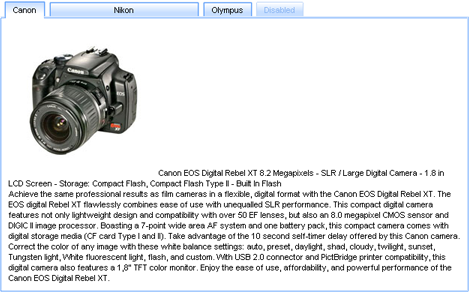 Canon Nikon Olympus Disabled
Canon
Canon EOS Digital Rebel XT 8.2 Megapixels - SLR / Large Digital Camera - 1.8 in
LCD Screen - Storage: Compact Flash, Compact Flash Type II - Built In Flash
Achieve the same professional results as film cameras in a flexible, digital format with the Canon EOS Digital Rebel XT. The
EOS digital Rebel XT flawlessly combines ease of use with unequalled SLR performance. This compact digital camera
features not only lightweight design and compatibility with over 50 EF lenses, but also an 8.0 megapixel CMOS sensor and
DIGIC II image processor. Boasting a 7-point wide area AF system and one battery pack, this compact camera comes with
digital storage media (CF card Type I and II). Take advantage of the 10 second self-timer delay offered by this Canon camera.
Correct the color of any image with these white balance settings: auto, preset, daylight, shad, cloudy, twilight, sunset,
Tungsten light, White fluorescent light, flash, and custom. With USB 2.0 connector and PictBridge printer compatibility, this
digital camera also features a 1,8" TFT color monitor. Enjoy the ease of use, affordability, and powerful performance of the
Canon EOS Digital Rebel XT.